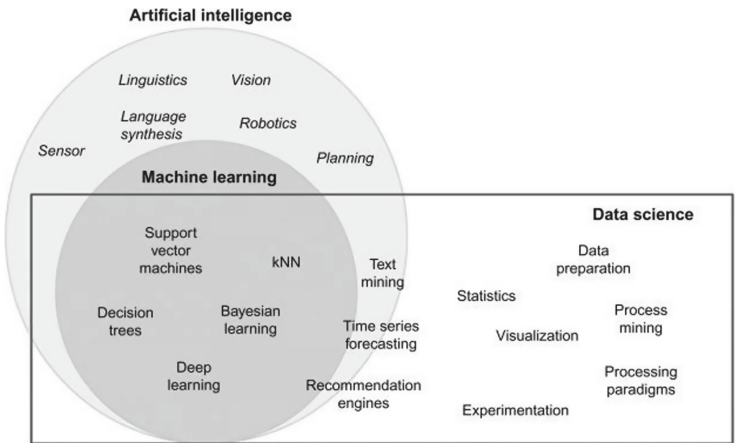 Artificial intelligence
Linguistics
Vision
Language
synthesis
Robotics
Sensor
Planning
Machine learning
Data science
Support
vector
machines
kNN
Text
mining
Data
preparation
Statistics
Decision
trees
Bayesian
learning
Time series
forecasting
Visualization
Process
mining
Deep
learning
Recommendation
engines
Experimentation
Processing
paradigms